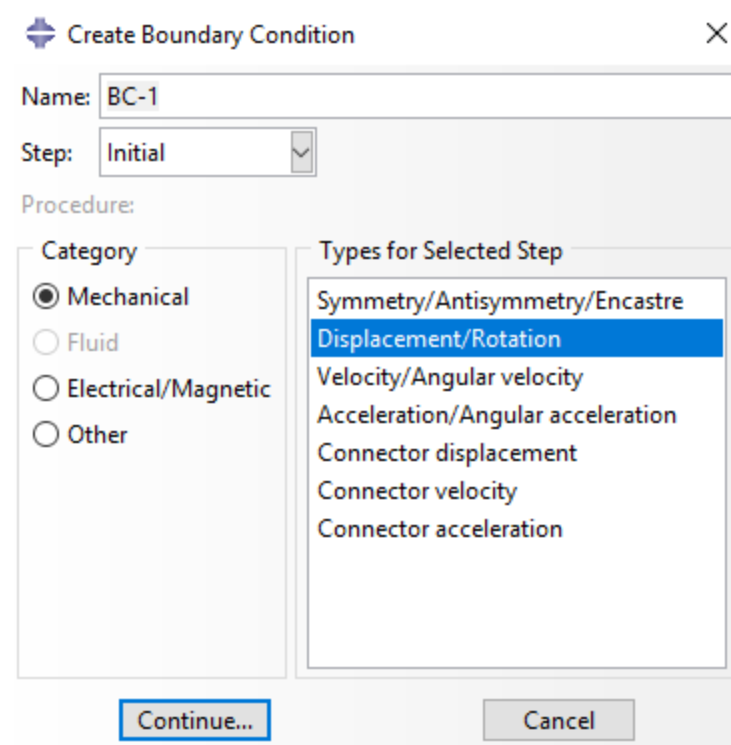 Create Boundary Condition
Name: BC-1
Step: Initial
Procedure:
Category
Mechanical
Fluid
Electrical/Magnetic
Other
Types for Selected Step
Symmetry/Antisymmetry/Encastre
Displacement/Rotation
Velocity/Angular velocity
Acceleration/Angular acceleration
Connector displacement
Connector velocity
Connector acceleration
Continue... Cancel